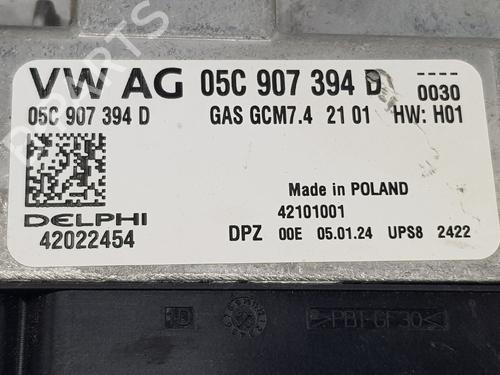 VW AG 05C 907 394 D 0030
05C 907 394 D GAS GCM7.4 21 01 HW: H01
Made in POLAND
DELPHI 42101001
42022454 DPZ 00E 05.01.24 UPS8 2422
>PBT-GF30<